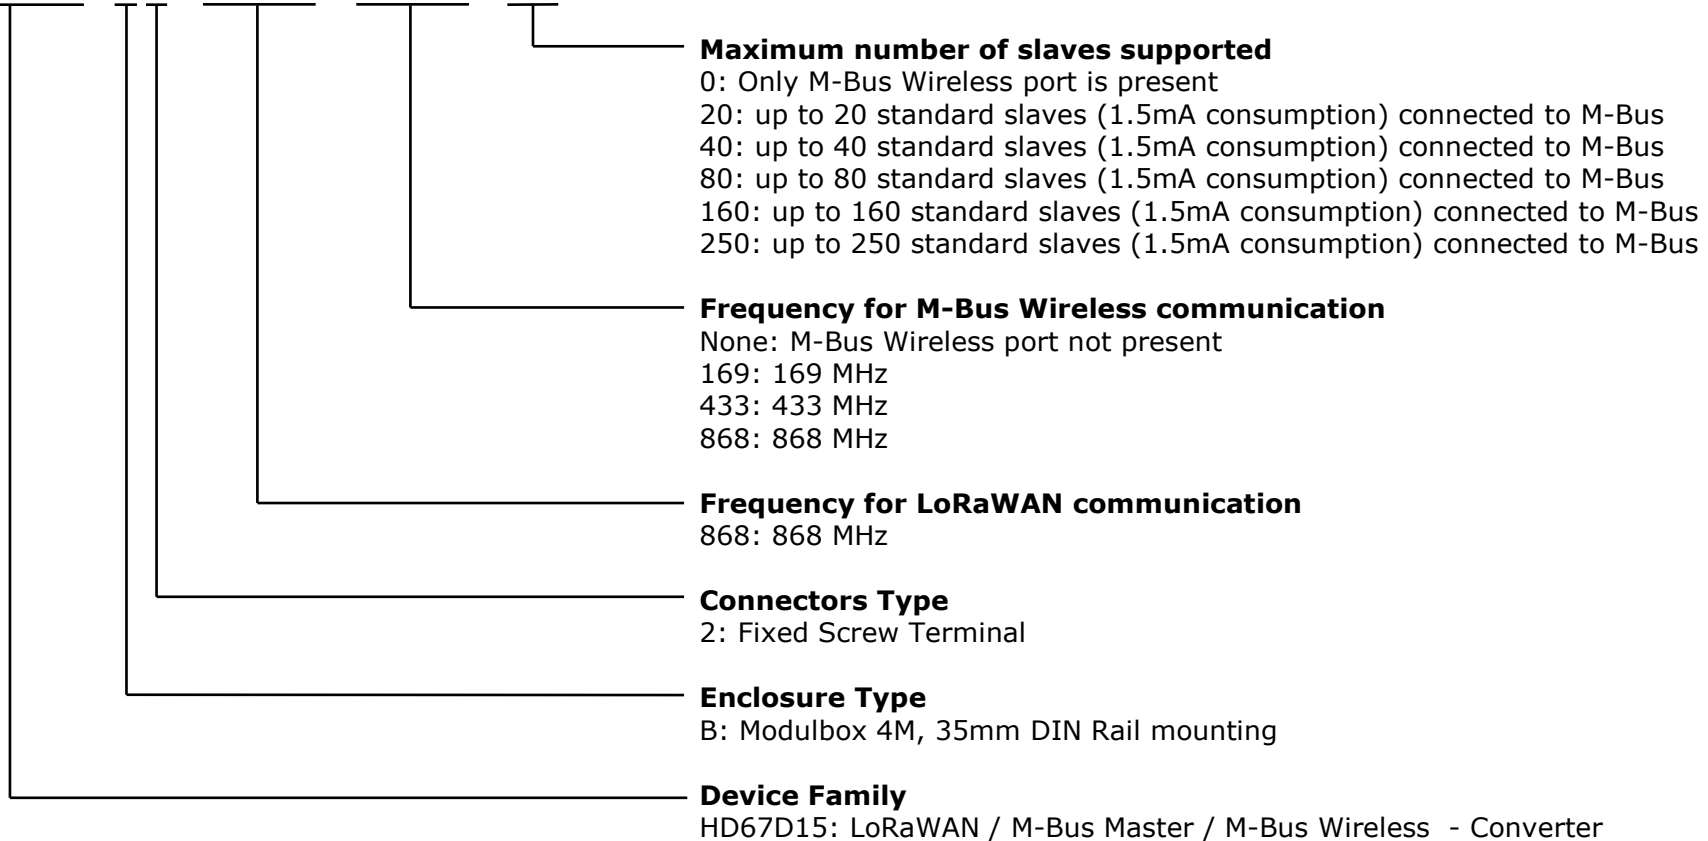 Maximum number of slaves supported
0: Only M-Bus Wireless port is present
20: up to 20 standard slaves (1.5mA consumption) connected to M-Bus
40: up to 40 standard slaves (1.5mA consumption) connected to M-Bus
80: up to 80 standard slaves (1.5mA consumption) connected to M-Bus
160: up to 160 standard slaves (1.5mA consumption) connected to M-Bus
250: up to 250 standard slaves (1.5mA consumption) connected to M-Bus
Frequency for M-Bus Wireless communication
None: M-Bus Wireless port not present
169: 169 MHz
433: 433 MHz
868: 868 MHz
Frequency for LoRaWAN communication
868: 868 MHz
Connectors Type
2: Fixed Screw Terminal
Enclosure Type
B: Modulbox 4M, 35mm DIN Rail mounting
Device Family
HD67D15: LoRaWAN / M-Bus Master / M-Bus Wireless  - Converter